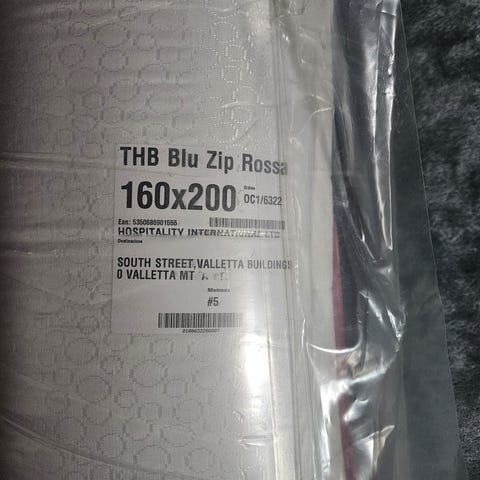 THB Blu Zip Rossa
160x200
Ordine
OC1/6322
Ean: 5350686901666
HOSPITALITY INTERNATIONAL LTD
Destinazione
SOUTH STREET,VALLETTA BUILDINGS
0 VALLETTA MT
Riferimento
#5